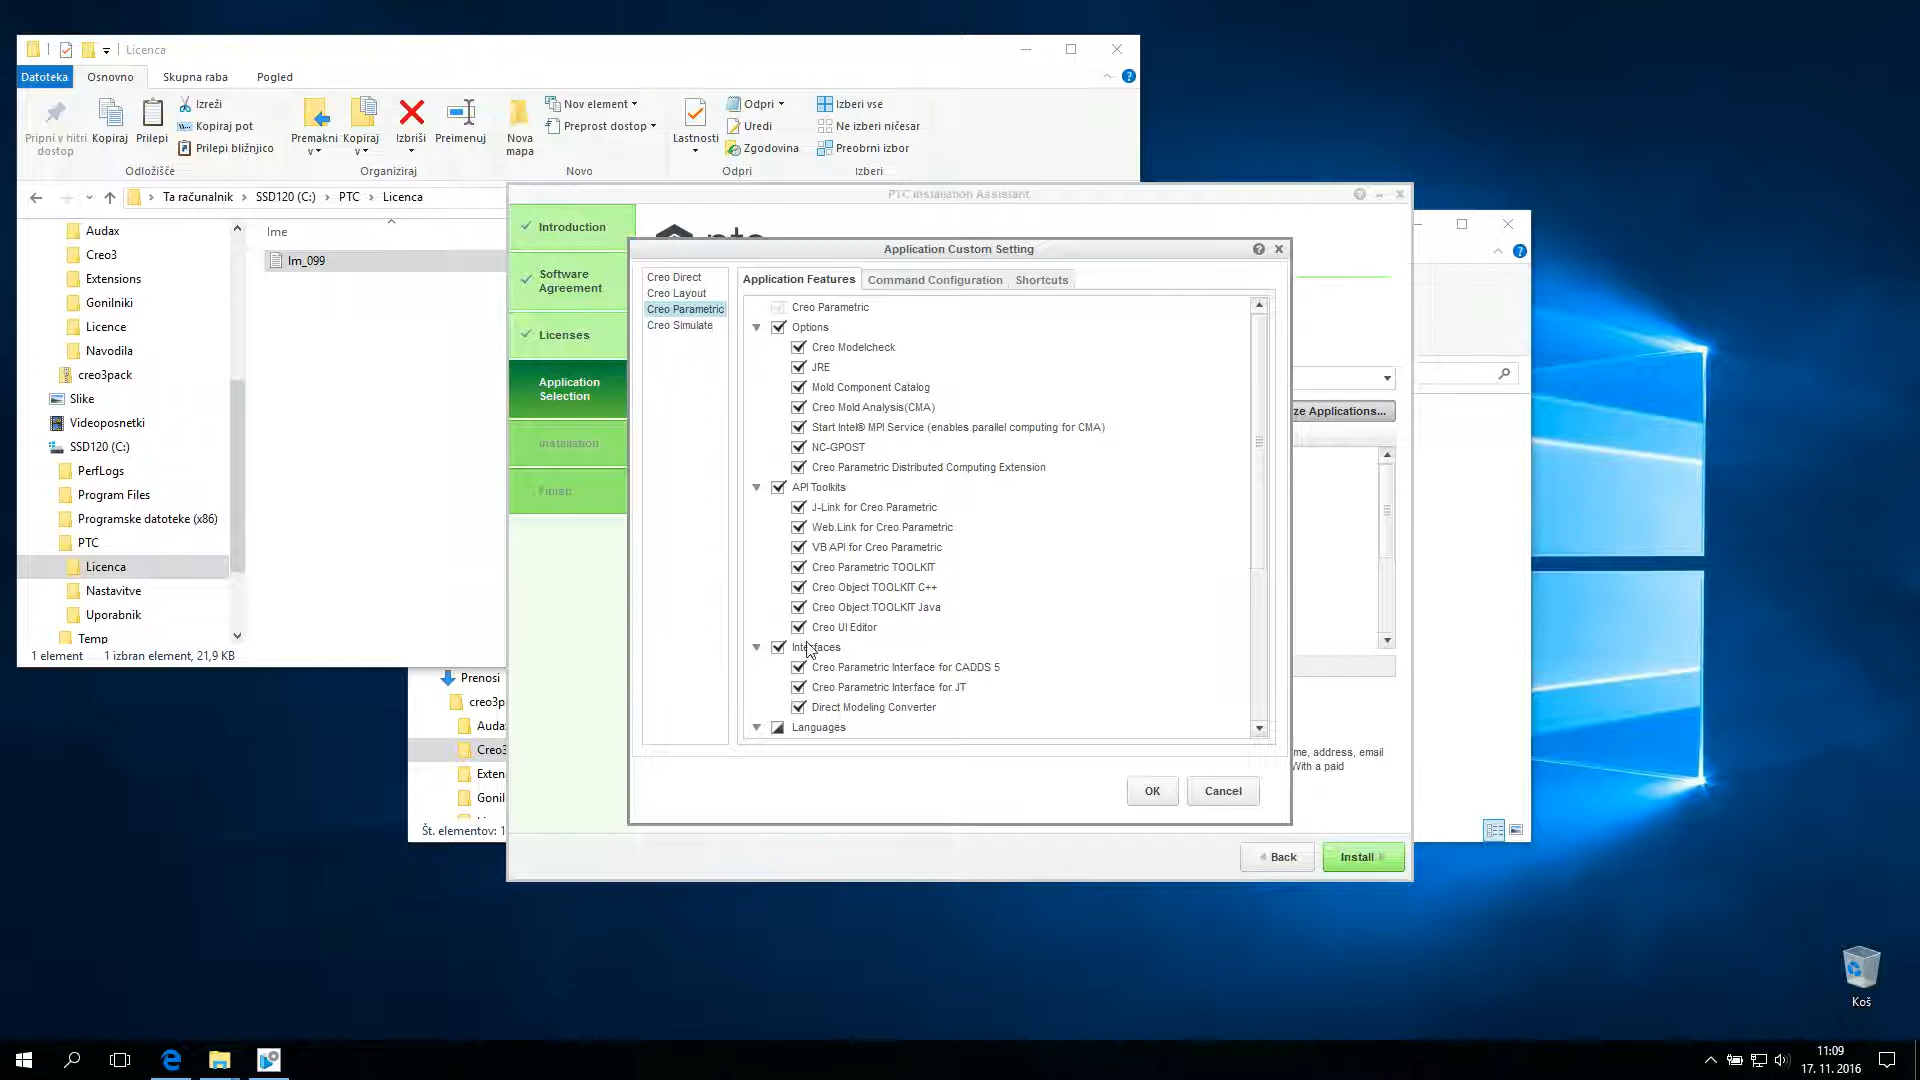 Licenca
Datoteka
Osnovno
Skupna raba
Pogled
Pripni v hitri
dostop
Kopiraj
Prilepi
Izreži
Kopiraj pot
Prilepi bližnjico
Odložišče
Premakni
v
Kopiraj
v
Izbriši
Preimenuj
Organiziraj
Nova
mapa
Nov element
Preprost dostop
Novo
Lastnosti
Odpri
Uredi
Zgodovina
Odpri
Izberi vse
Ne izberi ničesar
Preobrni izbor
Izberi
Ta računalnik
SSD120 (C:)
PTC
Licenca
Audax
Creo3
Extensions
Gonilniki
Licence
Navodila
creo3pack
Slike
Videoposnetki
SSD120 (C:)
PerfLogs
Program Files
Programske datoteke (x86)
PTC
Licenca
Nastavitve
Uporabnik
Temp
Ime
lm_099
1 element
1 izbran element, 21,9 KB
Prenosi
creo3p
Auda
Creo3
Exten
Gonil
Št. elementov: 1
PTC Installation Assistant
Introduction
Software
Agreement
Licenses
Application
Selection
Installation
Finish
ptc
ze Applications...
me, address, email
With a paid
Back
Install
Application Custom Setting
Creo Direct
Creo Layout
Creo Parametric
Creo Simulate
Application Features
Command Configuration
Shortcuts
Creo Parametric
Options
Creo Modelcheck
JRE
Mold Component Catalog
Creo Mold Analysis(CMA)
Start Intel® MPI Service (enables parallel computing for CMA)
NC-GPOST
Creo Parametric Distributed Computing Extension
API Toolkits
J-Link for Creo Parametric
Web.Link for Creo Parametric
VB API for Creo Parametric
Creo Parametric TOOLKIT
Creo Object TOOLKIT C++
Creo Object TOOLKIT Java
Creo UI Editor
Interfaces
Creo Parametric Interface for CADDS 5
Creo Parametric Interface for JT
Direct Modeling Converter
Languages
OK
Cancel
Koš
11:09
17. 11. 2016